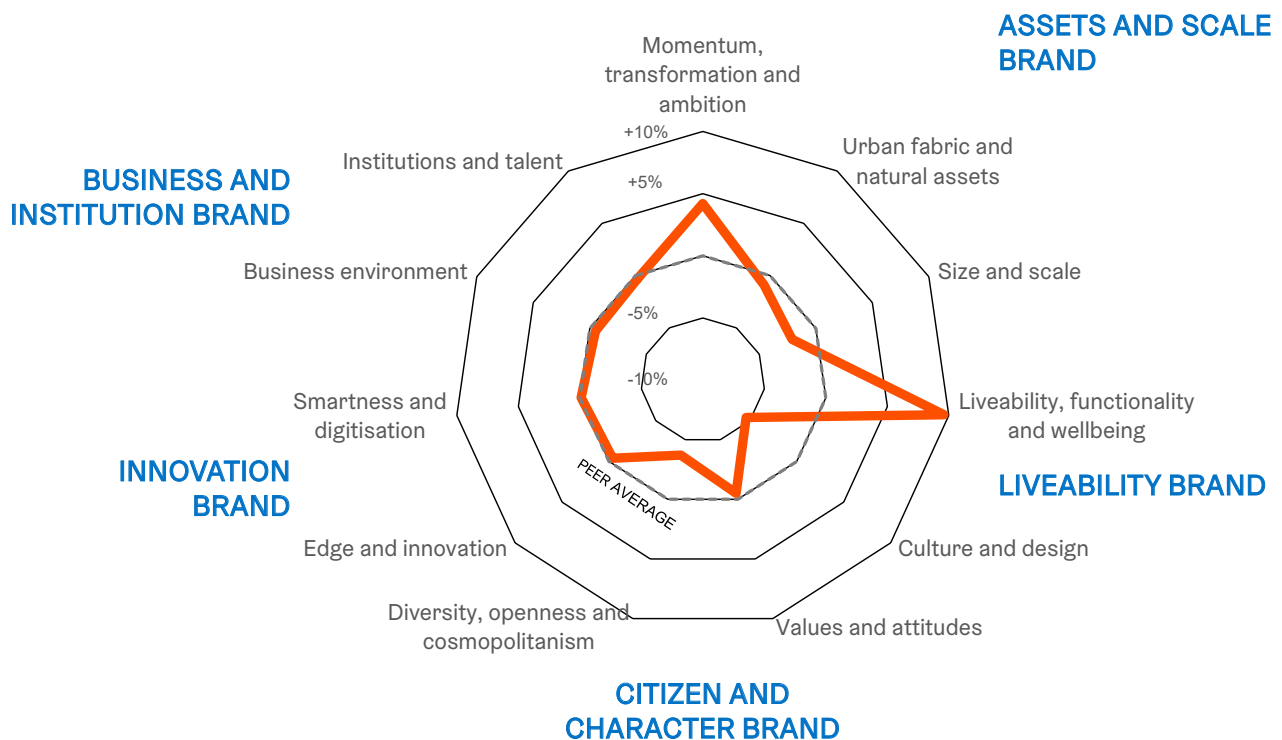 ASSETS AND SCALE
BRAND
Momentum,
transformation and
ambition
+10%
Urban fabric and
natural assets
Institutions and talent
+5%
BUSINESS AND
INSTITUTION BRAND
Business environment
Size and scale
-5%
-10%
Smartness and
digitisation
Liveability, functionality
and wellbeing
INNOVATION
BRAND
PEER AVERAGE
LIVEABILITY BRAND
Edge and innovation
Culture and design
Diversity, openness and
cosmopolitanism
Values and attitudes
CITIZEN AND
CHARACTER BRAND